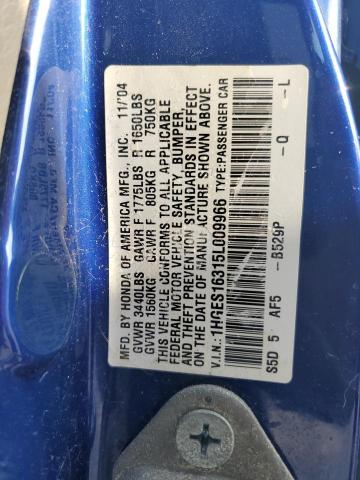 MFD. BY HONDA OF AMERICA MFG., INC. 11/04
GVWR 3440LBS GAWR F 1775LBS R 1650LBS
GVWR 1560KG GAWR F 805KG R 750KG
THIS VEHICLE CONFORMS TO ALL APPLICABLE
FEDERAL MOTOR VEHICLE SAFETY, BUMPER,
AND THEFT PREVENTION STANDARDS IN EFFECT
ON THE DATE OF MANUFACTURE SHOWN ABOVE.
V.I.N.: 1HGES16315L009966 TYPE:PASSENGER CAR
S5D 5 AF5 -B529P -Q -L